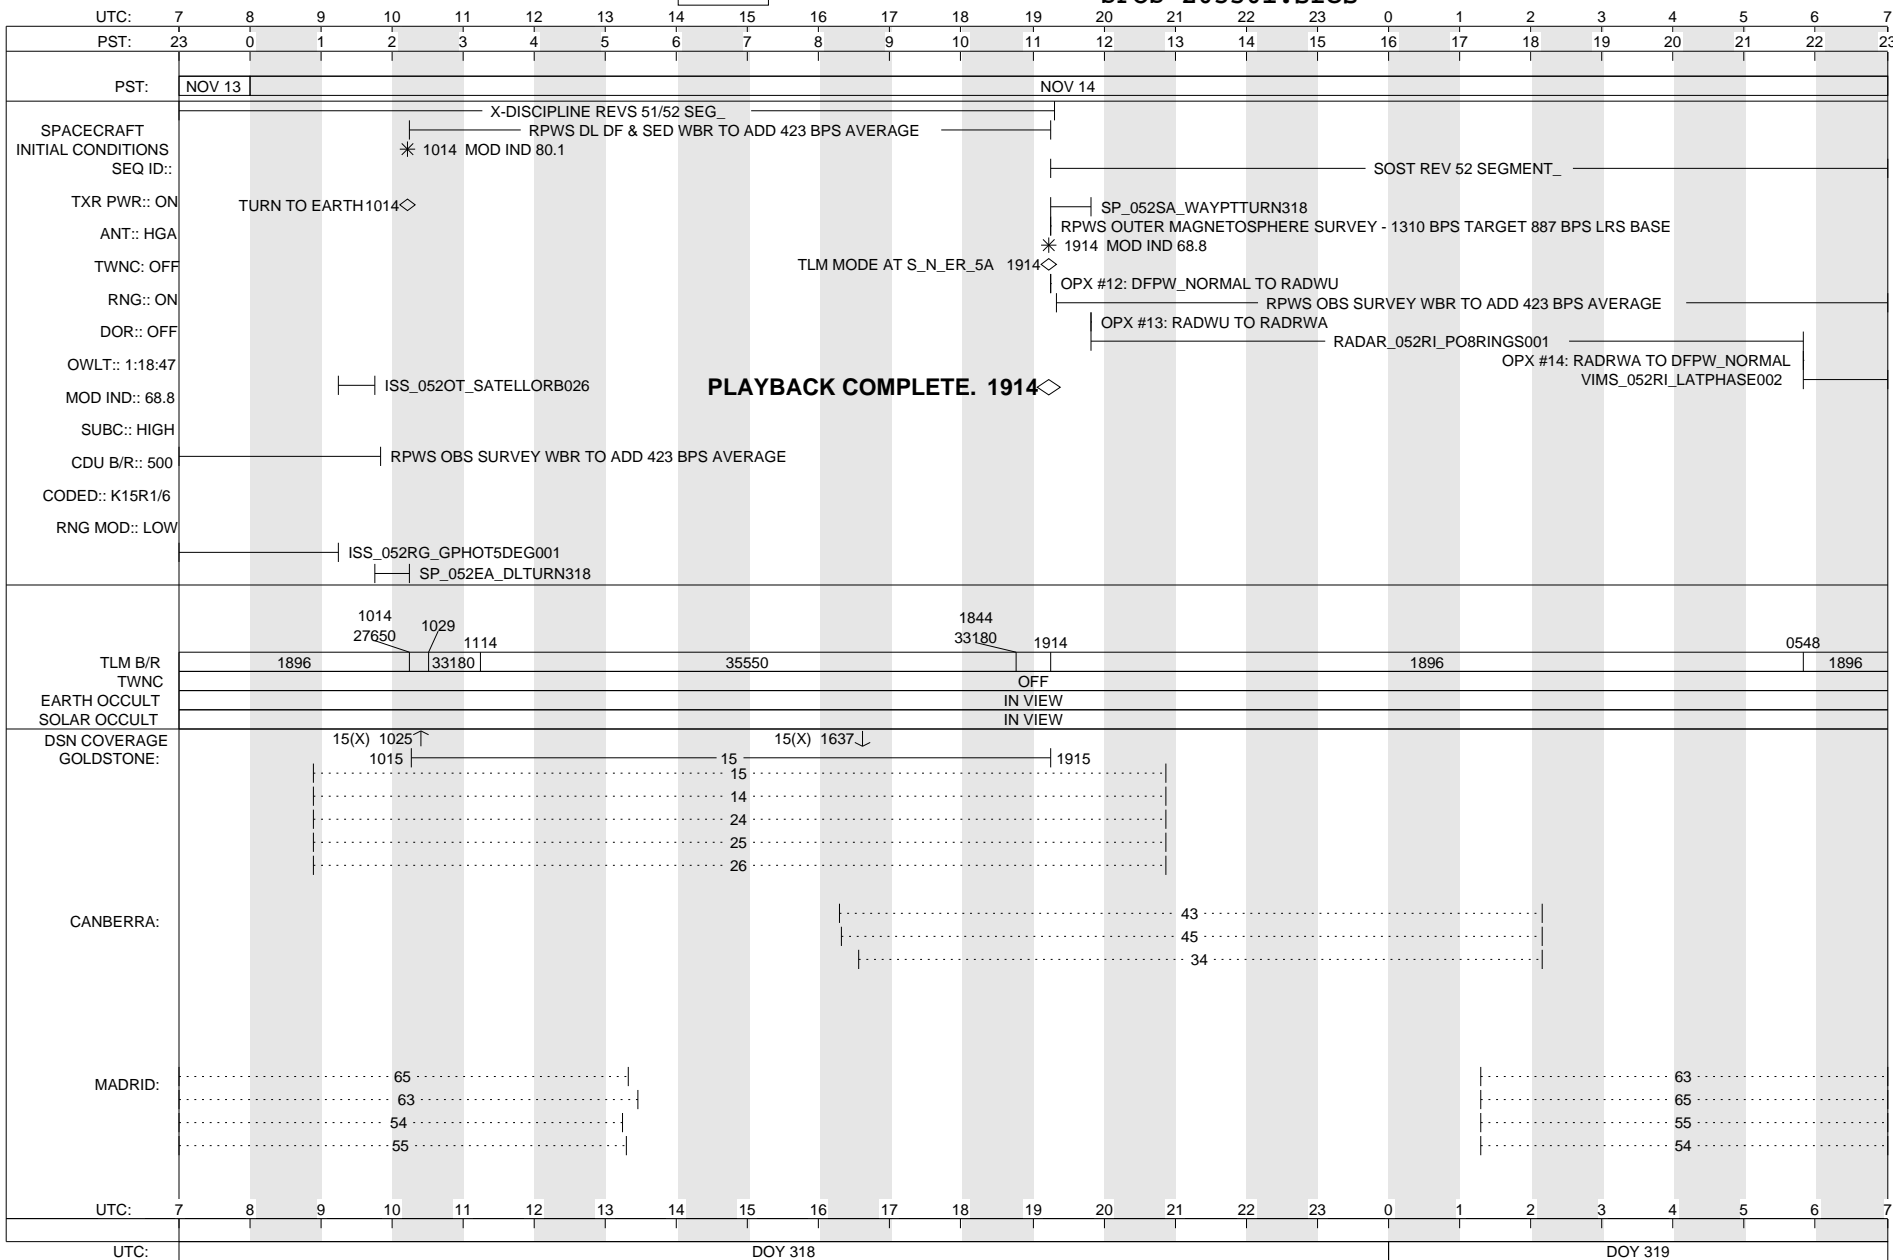 UTC: 7 8 9 10 11 12 13 14 15 16 17 18 19 20 21 22 23 0 1 2 3 4 5 6 7
PST: 23 0 1 2 3 4 5 6 7 8 9 10 11 12 13 14 15 16 17 18 19 20 21 22 23
PST: NOV 13 NOV 14
X-DISCIPLINE REVS 51/52 SEG_
SPACECRAFT
RPWS DL DF & SED WBR TO ADD 423 BPS AVERAGE
INITIAL CONDITIONS
1014 MOD IND 80.1
SEQ ID::
SOST REV 52 SEGMENT_
TXR PWR:: ON
TURN TO EARTH1014
SP_052SA_WAYPTTURN318
RPWS OUTER MAGNETOSPHERE SURVEY - 1310 BPS TARGET 887 BPS LRS BASE
ANT:: HGA
1914 MOD IND 68.8
TWNC: OFF
TLM MODE AT S_N_ER_5A 1914
OPX #12: DFPW_NORMAL TO RADWU
RNG:: ON
RPWS OBS SURVEY WBR TO ADD 423 BPS AVERAGE
OPX #13: RADWU TO RADRWA
DOR:: OFF
RADAR_052RI_PO8RINGS001
OWLT:: 1:18:47
OPX #14: RADRWA TO DFPW_NORMAL
VIMS_052RI_LATPHASE002
ISS_052OT_SATELLORB026
PLAYBACK COMPLETE. 1914
MOD IND:: 68.8
SUBC:: HIGH
RPWS OBS SURVEY WBR TO ADD 423 BPS AVERAGE
CDU B/R:: 500
CODED:: K15R1/6
RNG MOD:: LOW
ISS_052RG_GPHOT5DEG001
SP_052EA_DLTURN318
1014 1029 1844
27650 1114 33180 1914 0548
TLM B/R 1896 33180 35550 1896 1896
TWNC OFF
EARTH OCCULT IN VIEW
SOLAR OCCULT IN VIEW
DSN COVERAGE 15(X) 1025 15(X) 1637
GOLDSTONE: 1015 15 1915
15
14
24
25
26
CANBERRA: 43
45
34
MADRID: 65 63
63 65
54 55
55 54
UTC: 7 8 9 10 11 12 13 14 15 16 17 18 19 20 21 22 23 0 1 2 3 4 5 6 7
UTC: DOY 318 DOY 319